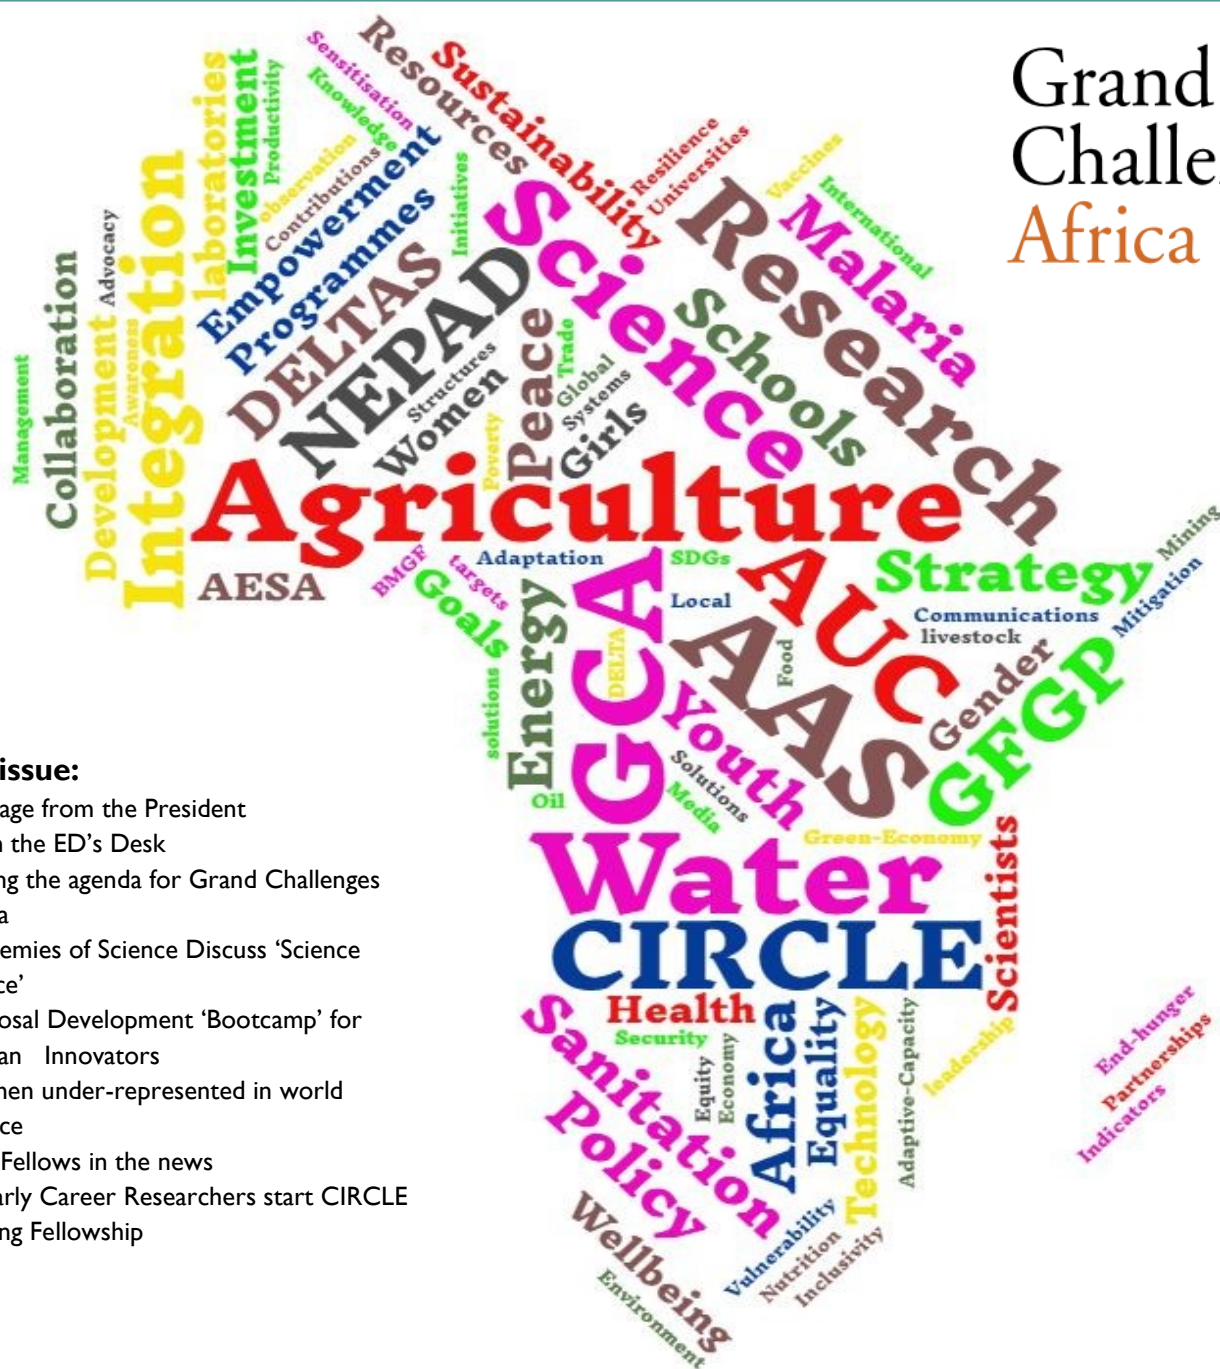 Grand
Challe
Africa
Resources
Sustainability
Sensitisation
Knowledge
laboratories
Investment
Productivity
observation
Contributions
Empowerment
Programmes
Initiatives
Resilience
Universities
Vaccines
International
Malaria
Research
Science
Schools
DELTAS
NEPAD
Structures
Women
Poverty
Peace
Trade
Global
Systems
Girls
Management
Collaboration
Advocacy
Development
Awareness
Integration
Agriculture
AESA
BMGF
targets
Goals
Adaptation
SDGs
Strategy
Mining
Mitigation
Communications
livestock
Local
Energy
solutions
GCA
DELTA
AUC
AAS
Food
Gender
GFGP
Youth
Solutions
Media
Oil
Green-Economy
Water
CIRCLE
Scientists
Health
Security
Sanitation
Policy
Equity
Economy
Africa
Equality
Technology
Adaptive-Capacity
leadership
End-hunger
Partnerships
Indicators
Vulnerability
Nutrition
Inclusivity
Wellbeing
Environment
issue:
age from the President
the ED’s Desk
ng the agenda for Grand Challenges
a
emies of Science Discuss ‘Science
ce’
osal Development ‘Bootcamp’ for
an Innovators
nen under-represented in world
ce
Fellows in the news
arly Career Researchers start CIRCLE
ng Fellowship